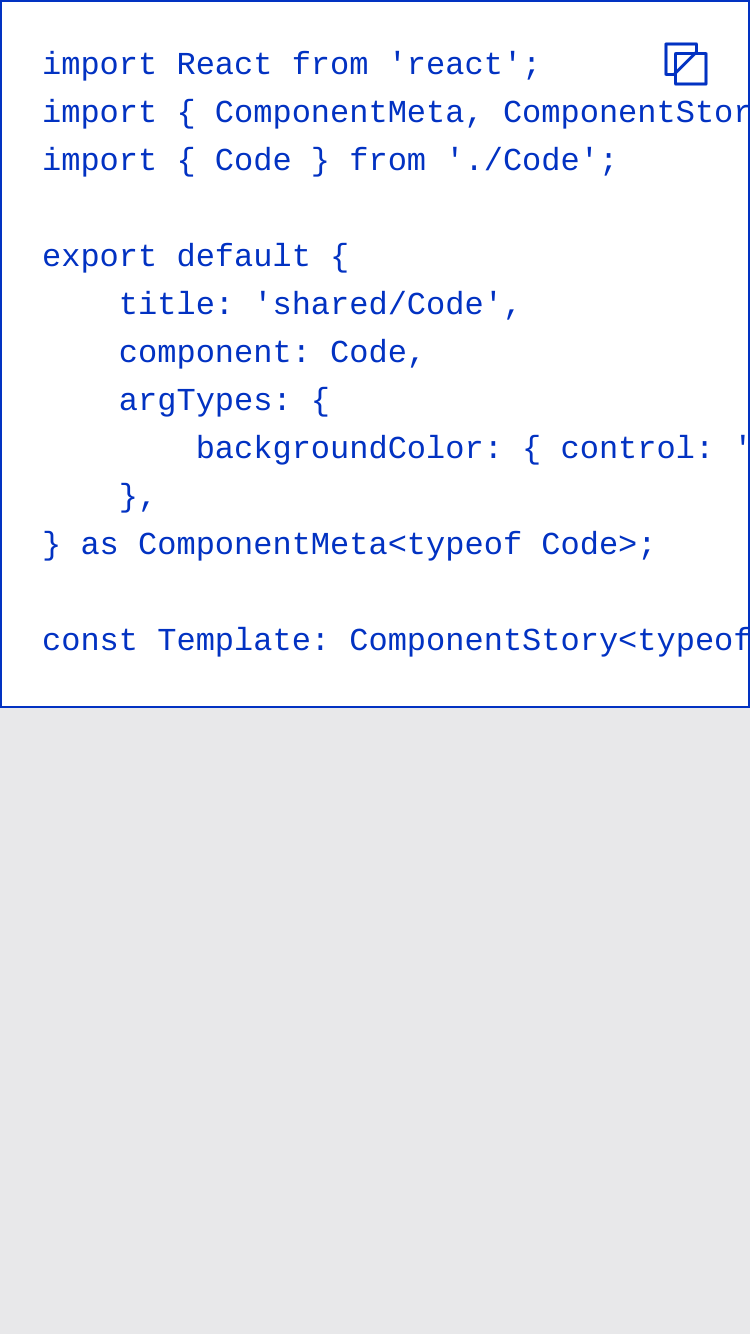 import React from 'react';
import { ComponentMeta, ComponentStor
import { Code } from './Code';

export default {
    title: 'shared/Code',
    component: Code,
    argTypes: {
        backgroundColor: { control: '
    },
} as ComponentMeta<typeof Code>;

const Template: ComponentStory<typeof